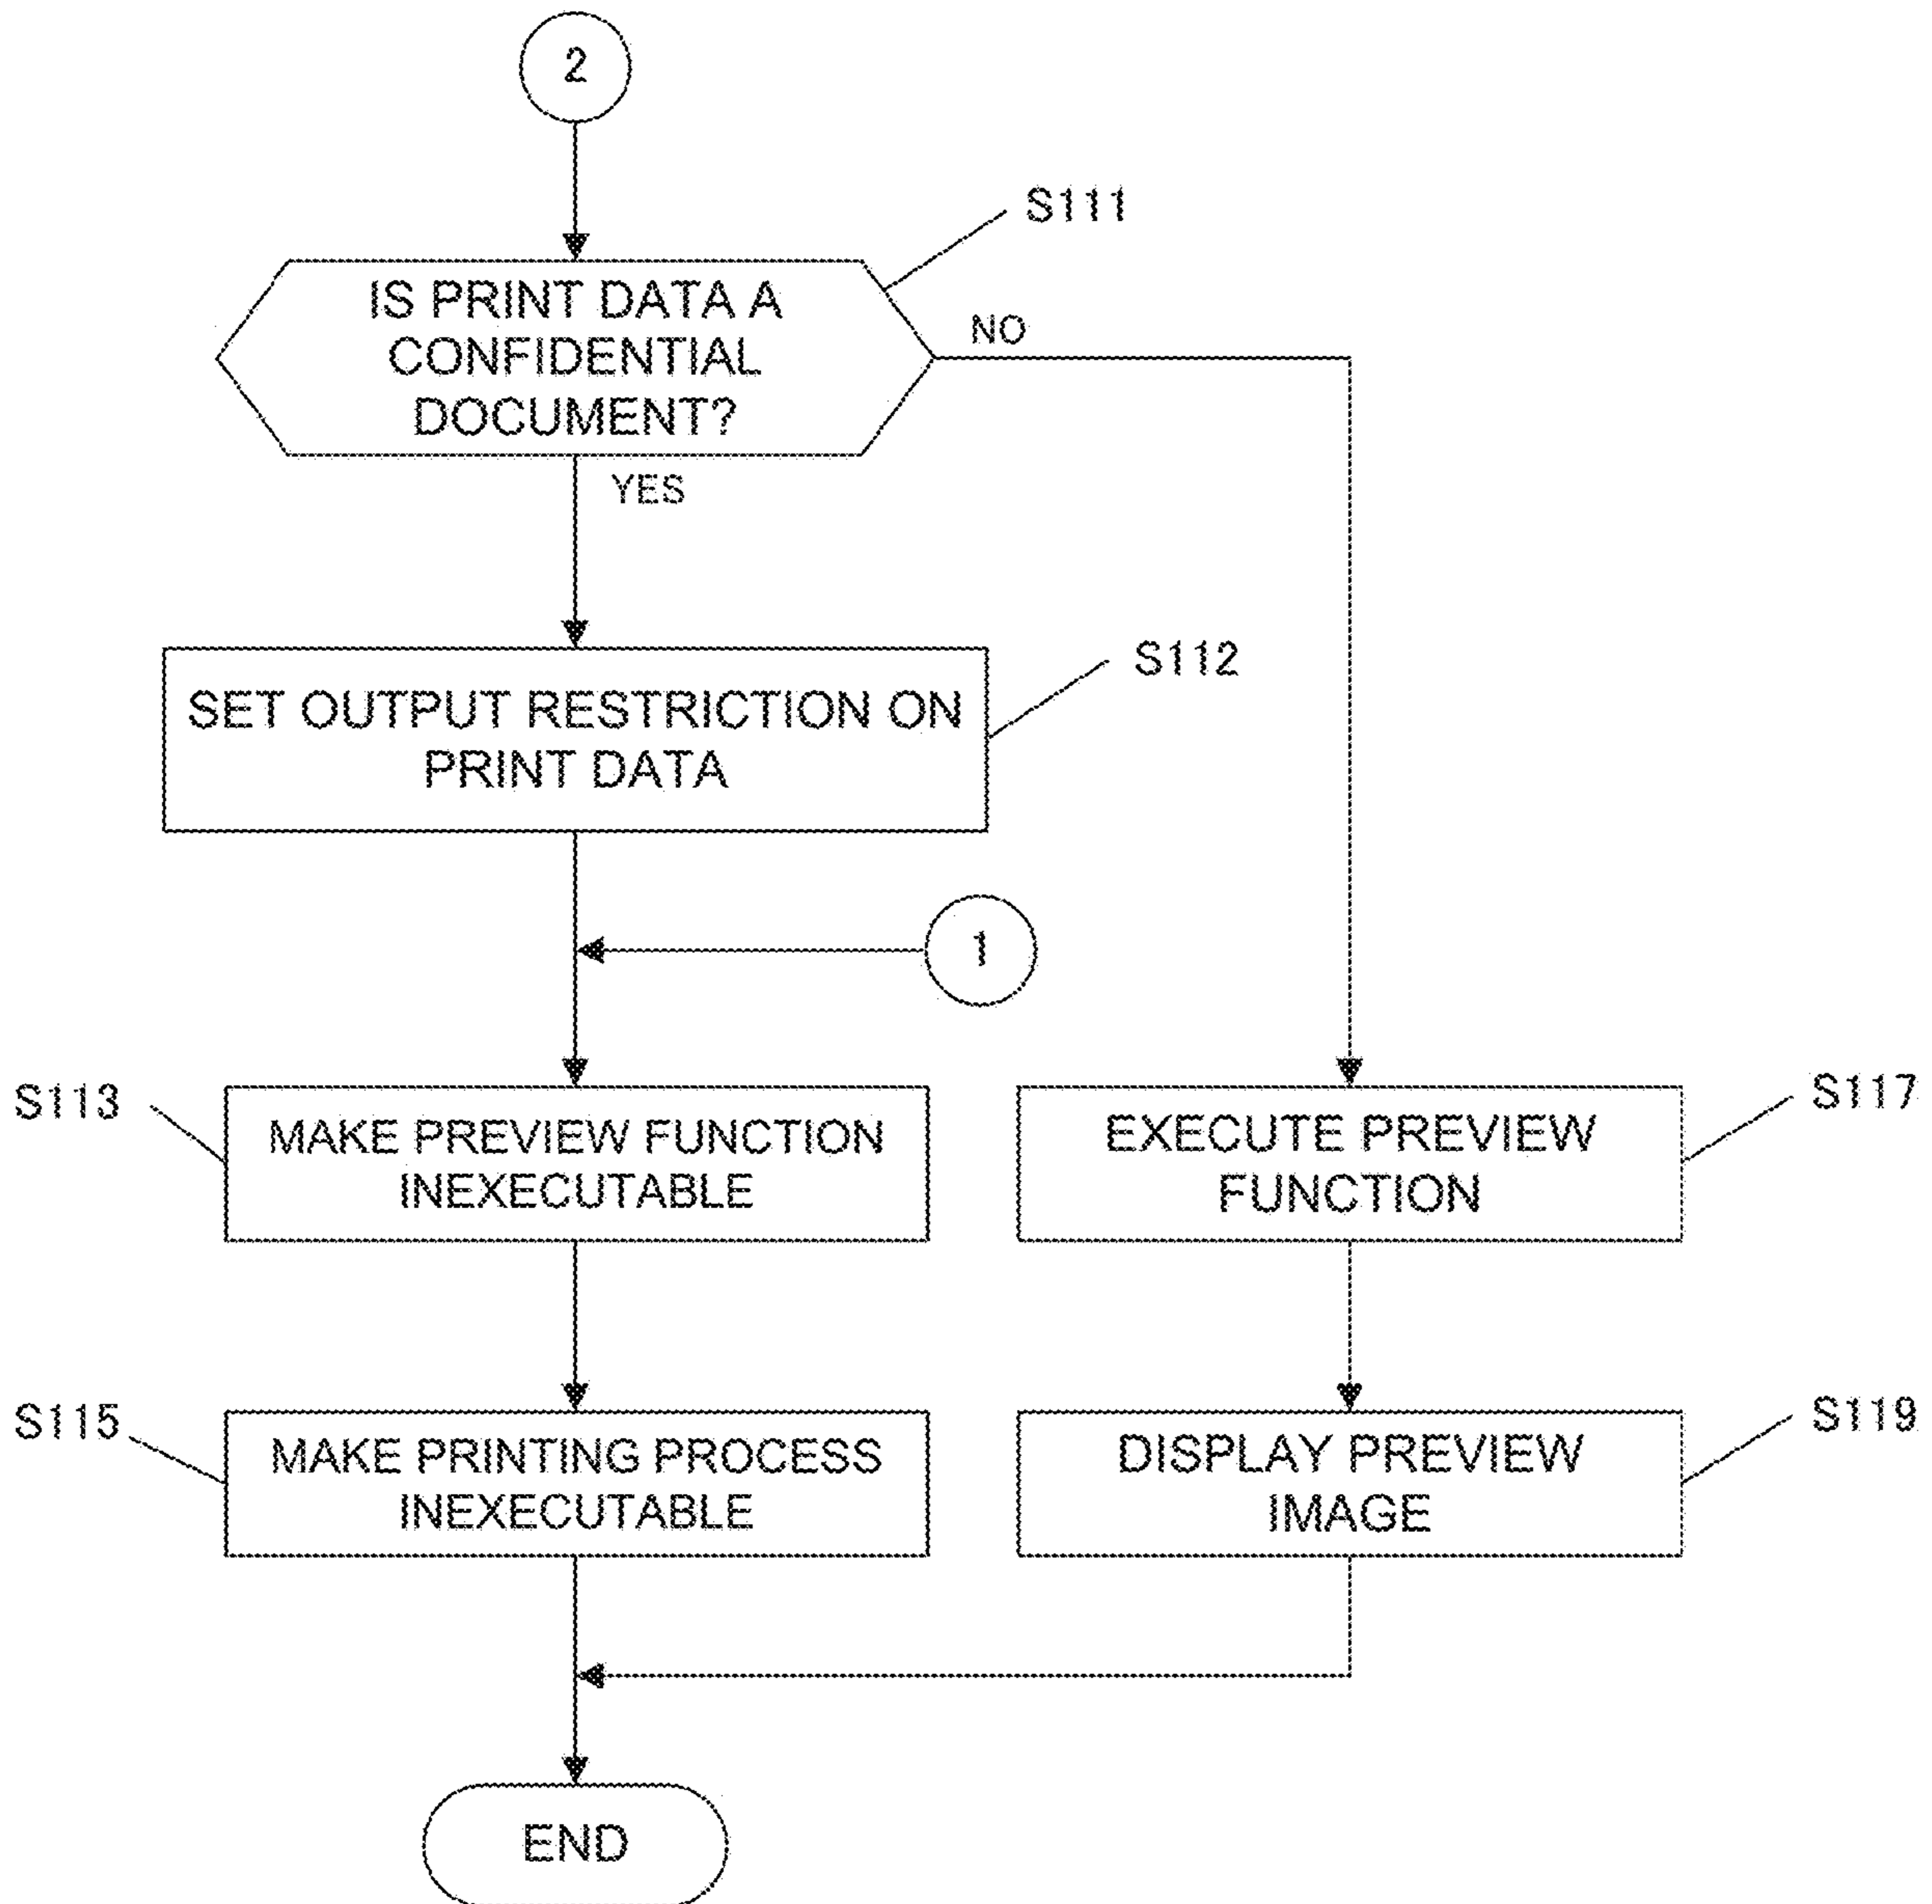 2
S111
IS PRINT DATA A
CONFIDENTIAL
DOCUMENT?
NO
YES
S112
SET OUTPUT RESTRICTION ON
PRINT DATA
1
S113
MAKE PREVIEW FUNCTION
INEXECUTABLE
S117
EXECUTE PREVIEW
FUNCTION
S115
MAKE PRINTING PROCESS
INEXECUTABLE
S119
DISPLAY PREVIEW
IMAGE
END